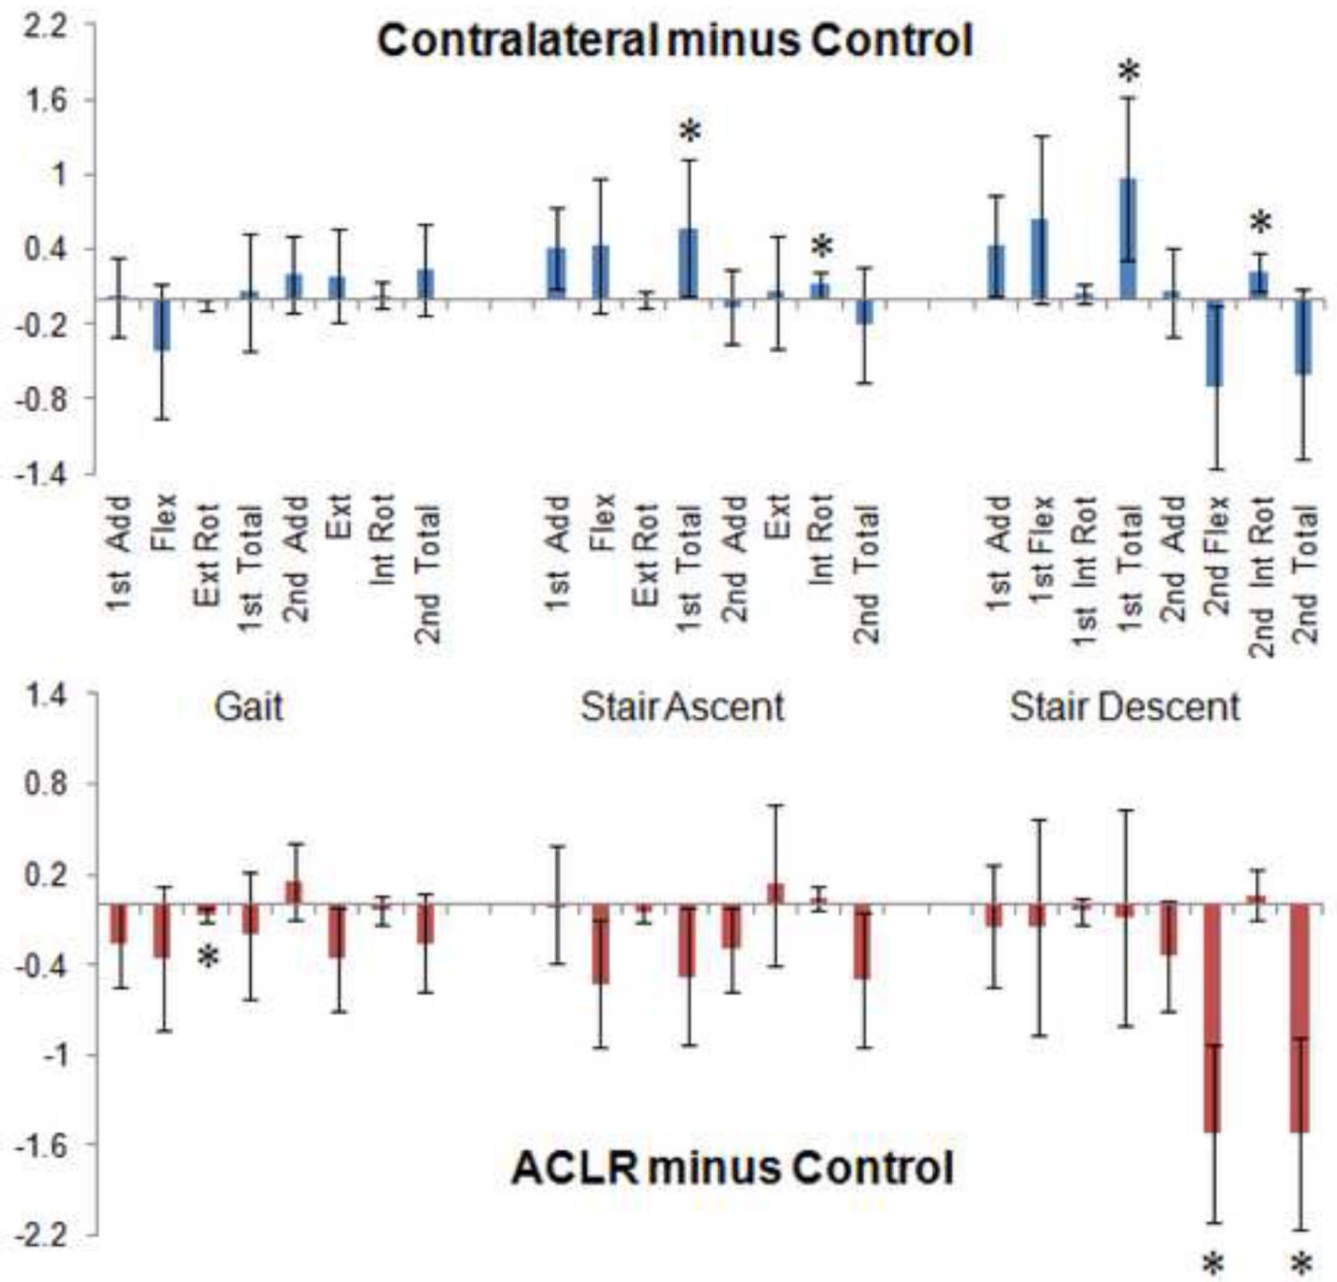 Contralateral minus Control
2.2
1.6
1
0.4
-0.2
-0.8
-1.4
*
*
*
*
1st Add
Flex
Ext Rot
1st Total
2nd Add
Ext
Int Rot
2nd Total
1st Add
Flex
Ext Rot
1st Total
2nd Add
Ext
Int Rot
2nd Total
1st Add
1st Flex
1st Int Rot
1st Total
2nd Add
2nd Flex
2nd Int Rot
2nd Total
Gait
Stair Ascent
Stair Descent
1.4
0.8
0.2
-0.4
-1
-1.6
-2.2
*
ACLR minus Control
*
*